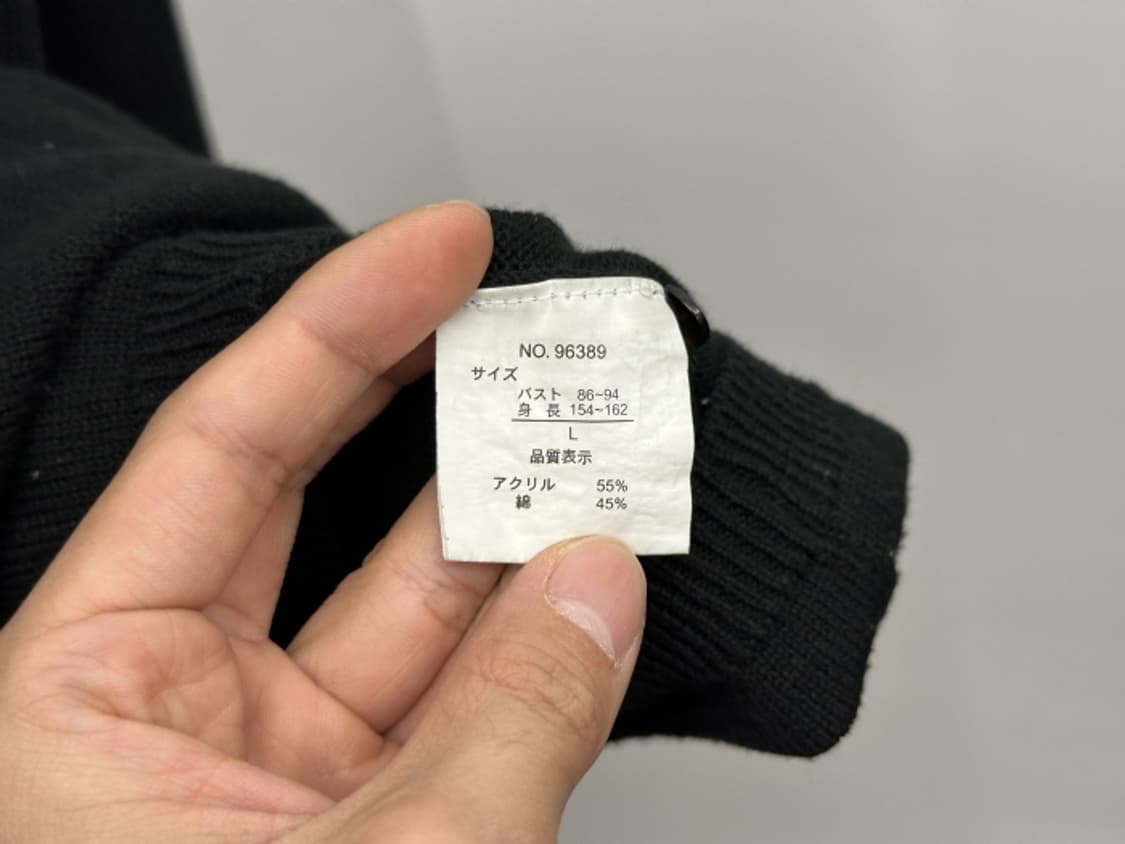 NO. 96389
サイズ
バスト 86~94
身 長 154~162
L
品質表示
アクリル 55%
綿 45%